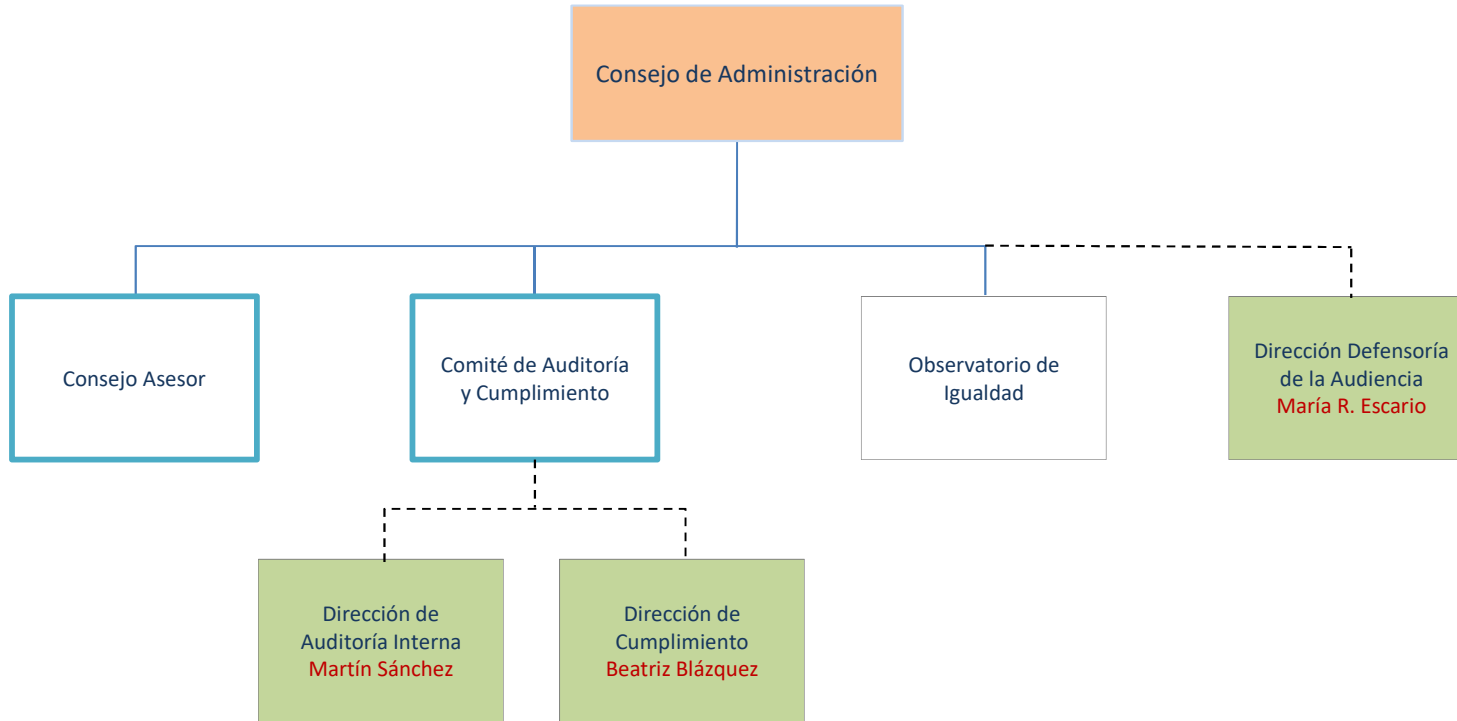 Consejo de Administración
Consejo Asesor
Comité de Auditoría
y Cumplimiento
Observatorio de
Igualdad
Dirección Defensoría
de la Audiencia
María R. Escario
Dirección de
Auditoría Interna
Martín Sánchez
Dirección de
Cumplimiento
Beatriz Blázquez